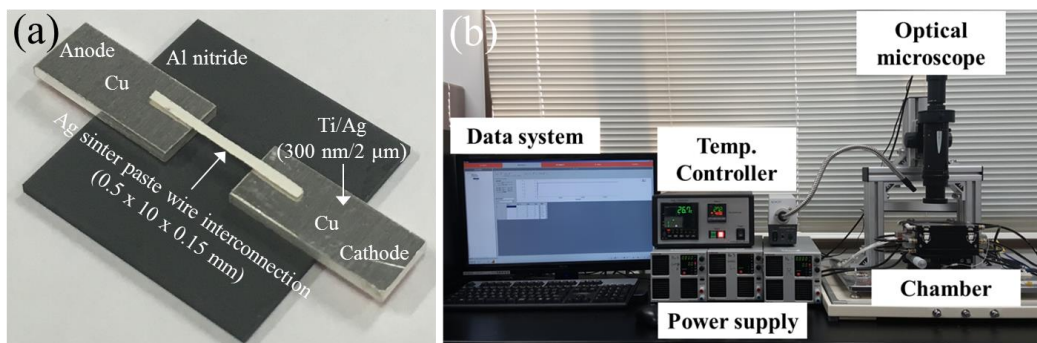 (a)
Anode
Al nitride
Cu
Ti/Ag
(300 nm/2 μm)
Ag sinter paste wire interconnection
(0.5 x 10 x 0.15 mm)
Cu
Cathode
(b)
Optical
microscope
Data system
Temp.
Controller
Chamber
Power supply